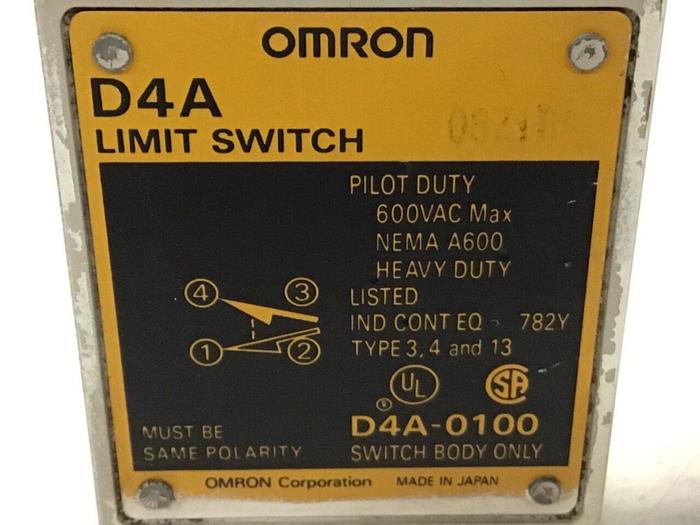 OMRON
D4A
LIMIT SWITCH
PILOT DUTY
600VAC Max
NEMA A600
HEAVY DUTY
LISTED
IND CONT EQ 782Y
TYPE 3, 4 and 13
4 3
1 2
UL
®
SA
MUST BE
SAME POLARITY
D4A-0100
SWITCH BODY ONLY
OMRON Corporation MADE IN JAPAN